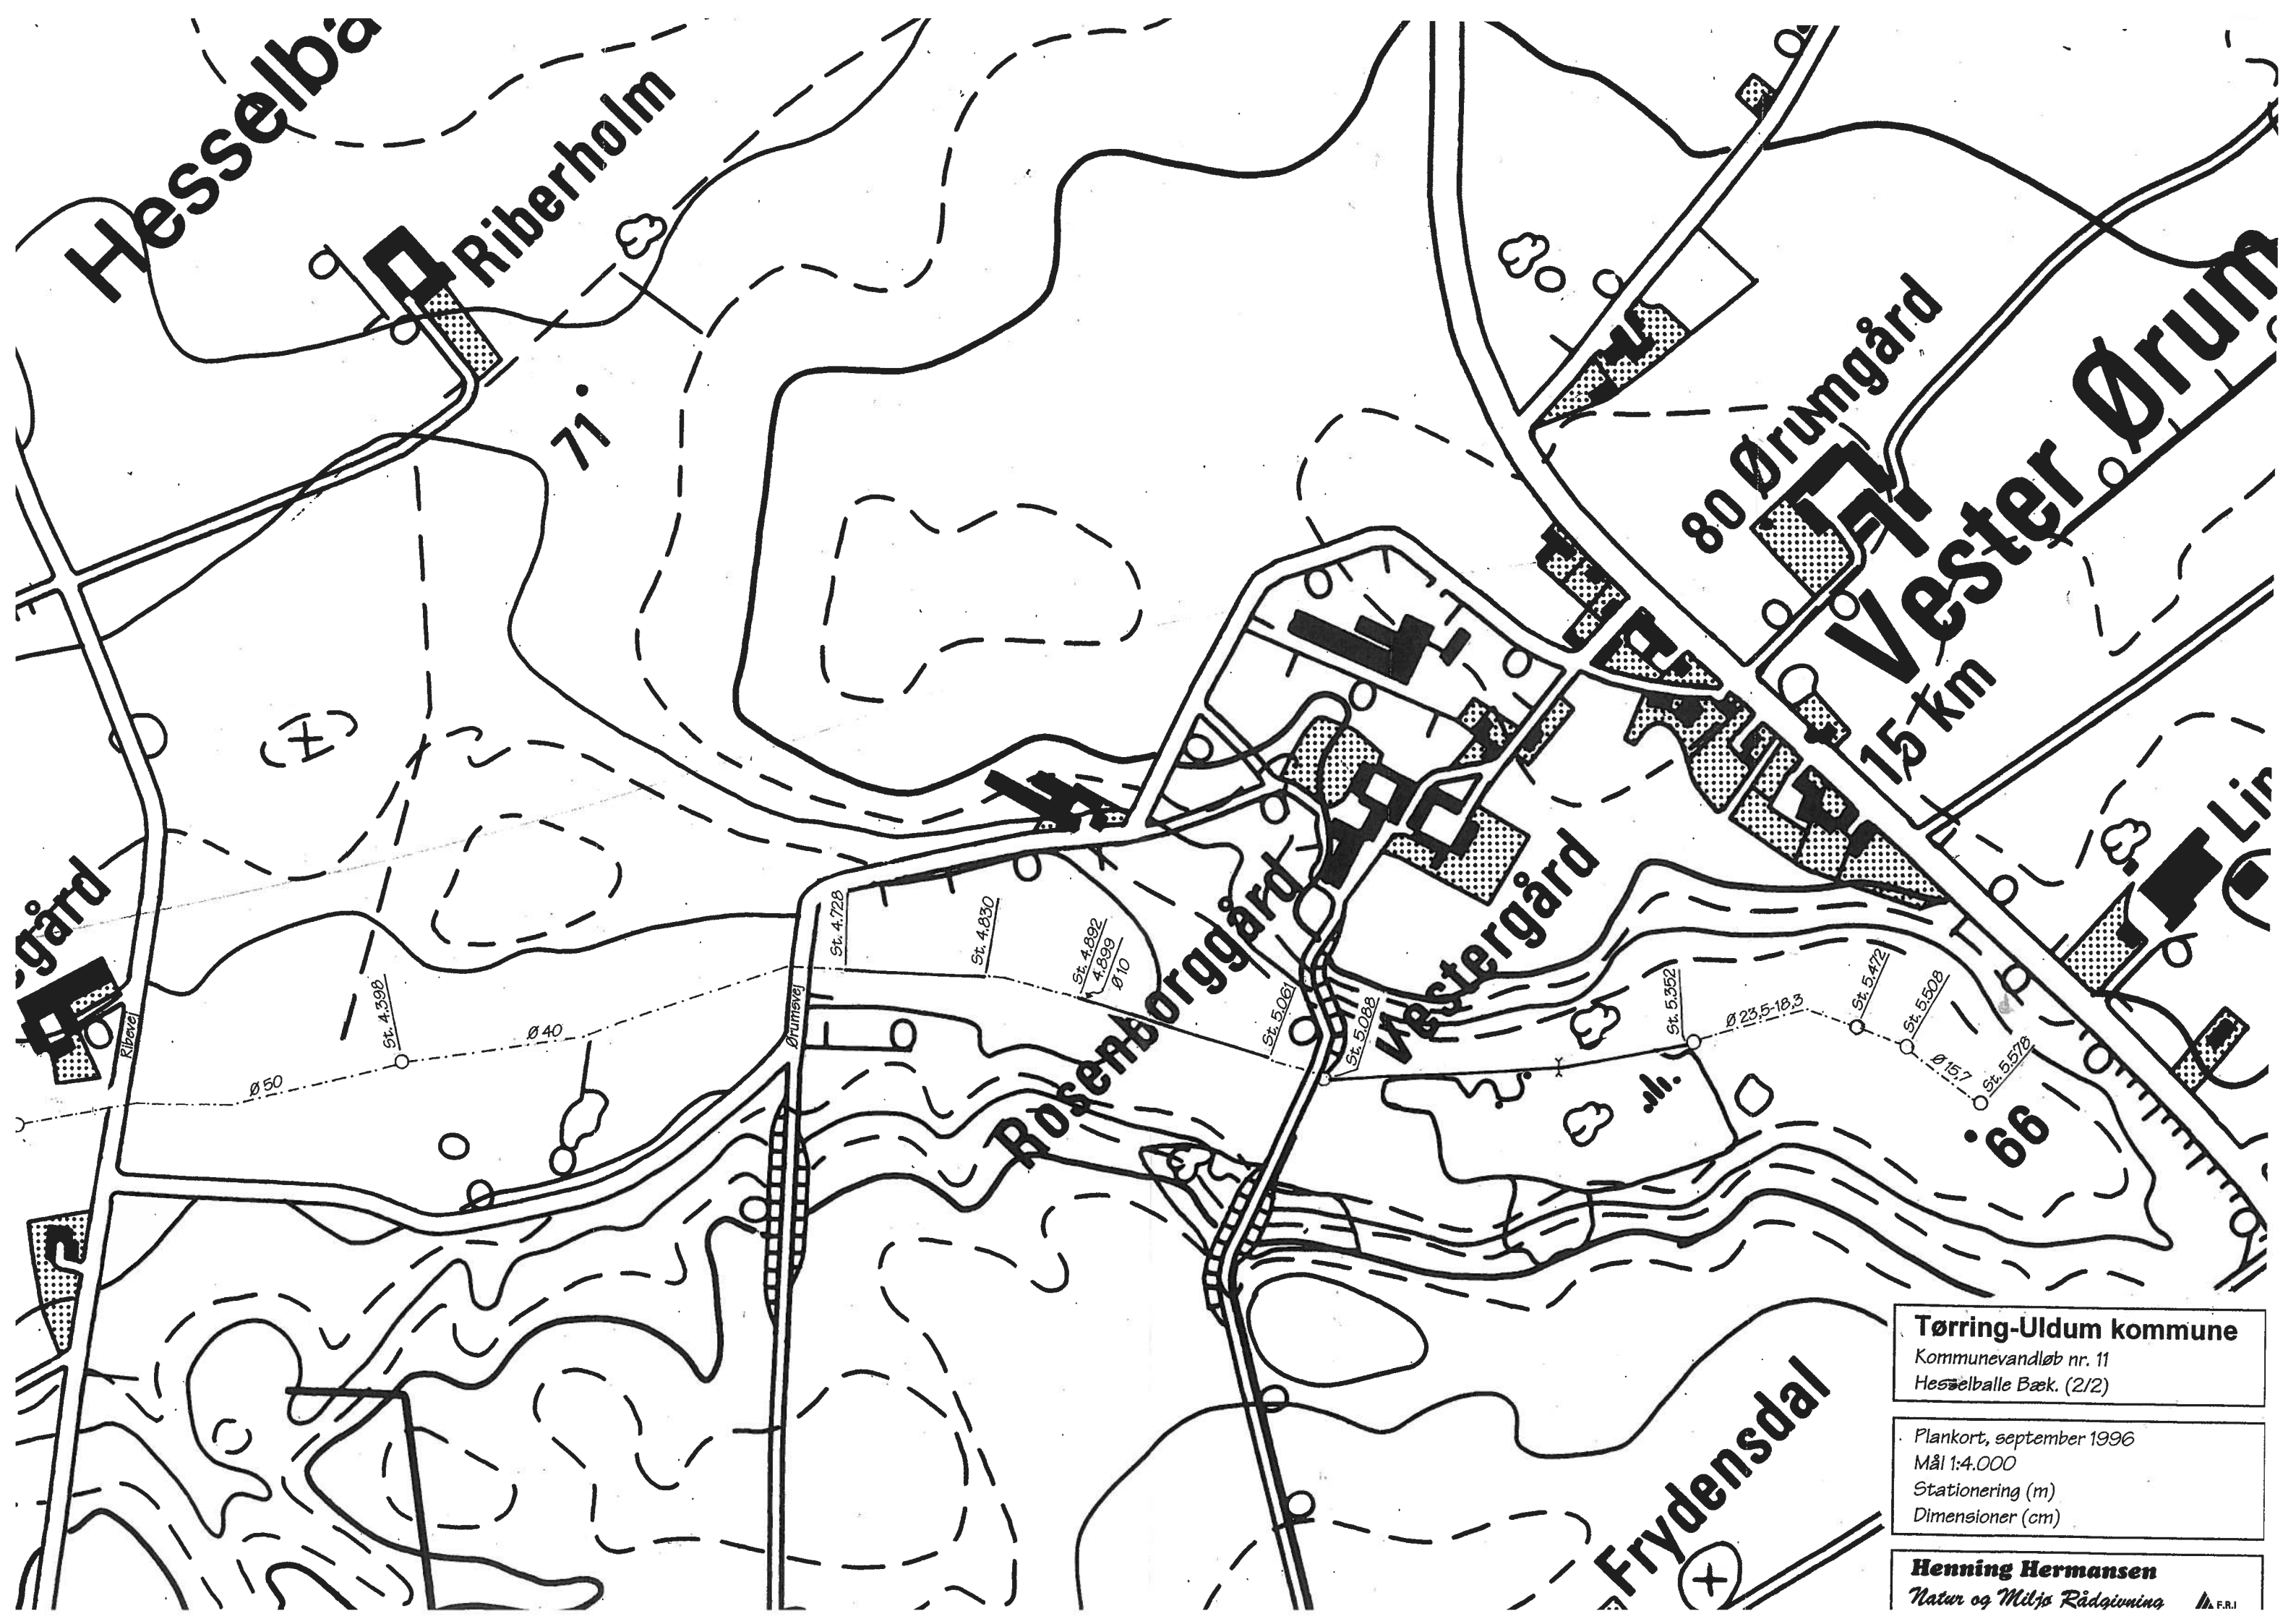 Hesselba
Riberholm
71
80 Ørumgård
Vester Ørum
15 km
Lin
gård
Ribevej
Ø 50
St. 4.398
Ø 40
Ørumsvej
St. 4.728
St. 4.830
St. 4.892
4.899
Ø 10
Rosenborggård
St. 5.061
St. 5.088
Vestergård
St. 5.352
Ø 23,5-18,3
St. 5.472
St. 5.508
Ø 15,7
St. 5.578
66
Frydensdal
Tørring-Uldum kommune
Kommunevandløb nr. 11
Hesselballe Bæk. (2/2)
Plankort, september 1996
Mål 1:4.000
Stationering (m)
Dimensioner (cm)
Henning Hermansen
Natur og Miljø Rådgivning
F.R.I